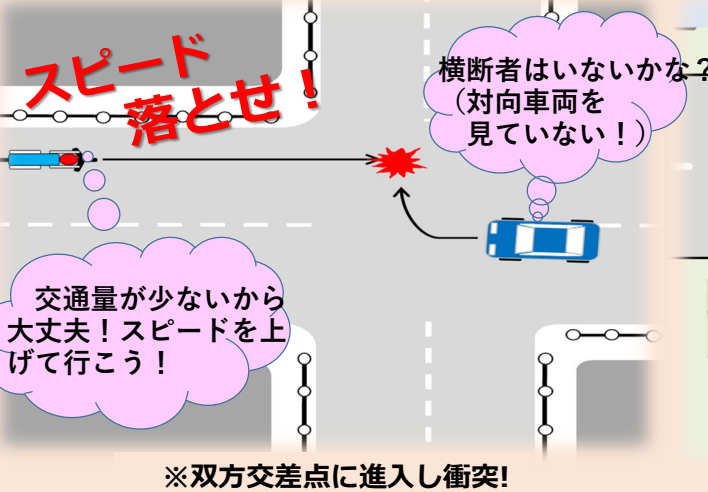 スピード
落とせ！
横断者はいないかな？
（対向車両を
見ていない！）
交通量が少ないから
大丈夫！スピードを上
げて行こう！
※双方交差点に進入し衝突!